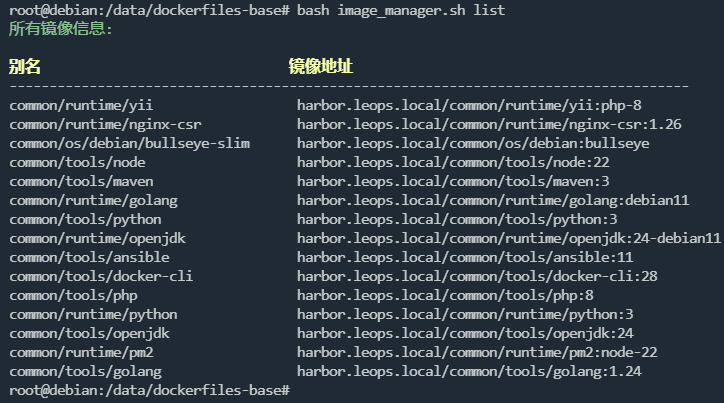 root@debian:/data/dockerfiles-base# bash image_manager.sh list
所有镜像信息:
别名 镜像地址
--------------------------------------------------------------------------------------
common/runtime/yii harbor.leops.local/common/runtime/yii:php-8
common/runtime/nginx-csr harbor.leops.local/common/runtime/nginx-csr:1.26
common/os/debian/bullseye-slim harbor.leops.local/common/os/debian:bullseye
common/tools/node harbor.leops.local/common/tools/node:22
common/tools/maven harbor.leops.local/common/tools/maven:3
common/runtime/golang harbor.leops.local/common/runtime/golang:debian11
common/tools/python harbor.leops.local/common/tools/python:3
common/runtime/openjdk harbor.leops.local/common/runtime/openjdk:24-debian11
common/tools/ansible harbor.leops.local/common/tools/ansible:11
common/tools/docker-cli harbor.leops.local/common/tools/docker-cli:28
common/tools/php harbor.leops.local/common/tools/php:8
common/runtime/python harbor.leops.local/common/runtime/python:3
common/tools/openjdk harbor.leops.local/common/tools/openjdk:24
common/runtime/pm2 harbor.leops.local/common/runtime/pm2:node-22
common/tools/golang harbor.leops.local/common/tools/golang:1.24
root@debian:/data/dockerfiles-base#